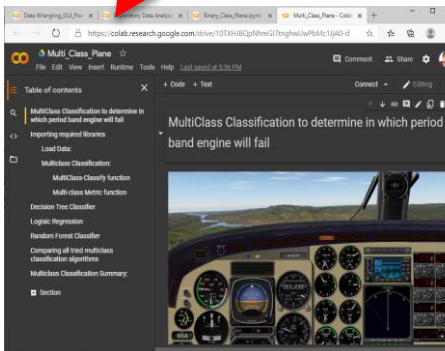 Data Wrangling_GUI_Flo
Exploratory Data Analysis
Binary_Class_Plane.ipynb
Multi_Class_Plane - Colab
https://colab.research.google.com/drive/
Multi_Class_Plane
Comment
Share
File Edit View Insert Runtime Tools Help Last saved at 5:56 PM
Table of contents
+ Code + Text
Connect
Editing
MultiClass Classification to determine in
which period band engine will fail
Importing required libraries
Load Data:
Multiclass Classification:
MultiClass-Classify function
Multi-class Metric function
Decision Tree Classifier
Logisic Regression
Random Forest Classifier
Comparing all tried multiclass
classification algorithms
Multiclass Classification Summary:
Section
MultiClass Classification to determine in which period
band engine will fail